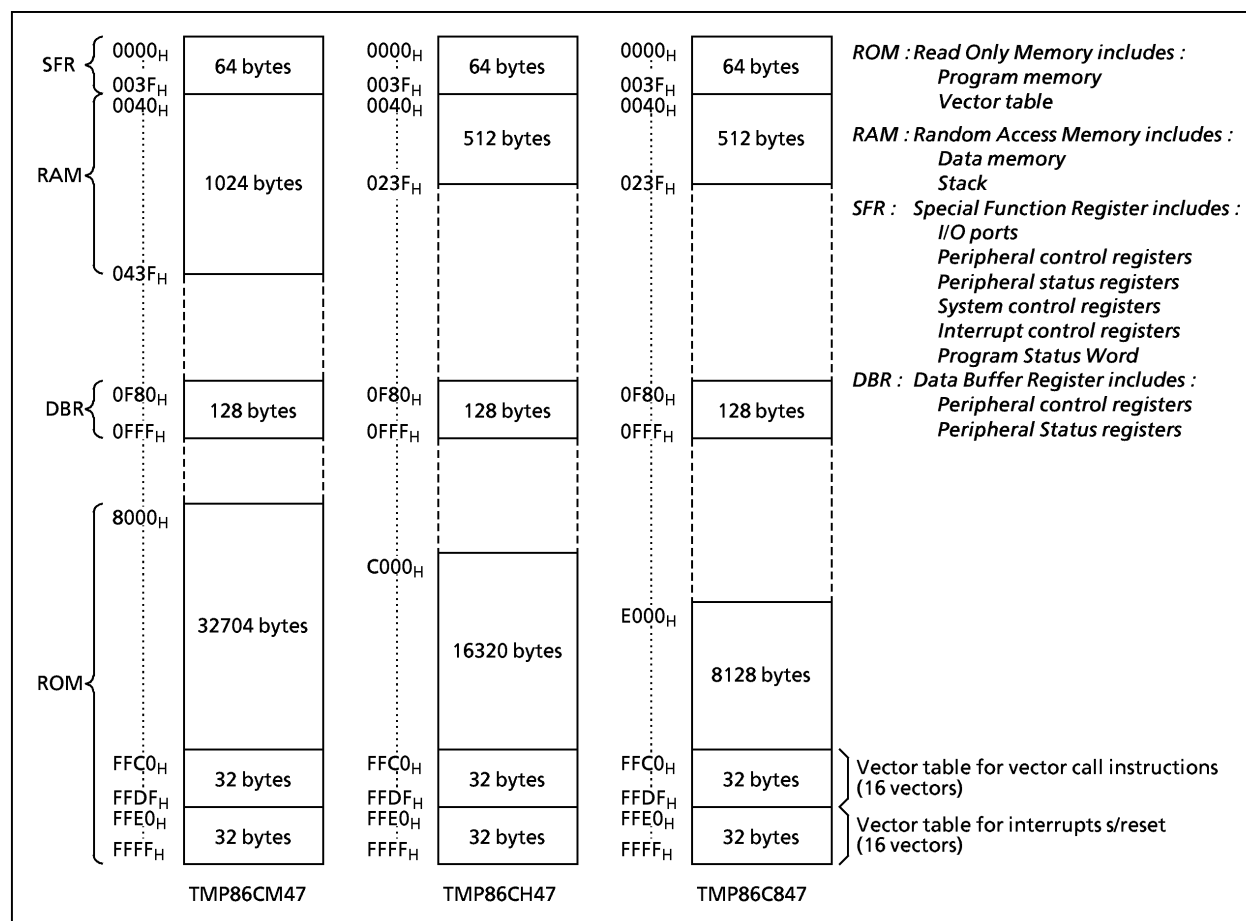 SFR
0000H
003FH
64 bytes
RAM
0040H
043FH
1024 bytes
DBR
0F80H
0FFFH
128 bytes
ROM
8000H
32704 bytes
FFC0H
FFDFH
32 bytes
FFE0H
FFFFH
32 bytes
TMP86CM47
0000H
003FH
64 bytes
0040H
023FH
512 bytes
0F80H
0FFFH
128 bytes
C000H
16320 bytes
FFC0H
FFDFH
32 bytes
FFE0H
FFFFH
32 bytes
TMP86CH47
0000H
003FH
64 bytes
0040H
023FH
512 bytes
0F80H
0FFFH
128 bytes
E000H
8128 bytes
FFC0H
FFDFH
32 bytes
FFE0H
FFFFH
32 bytes
TMP86C847
ROM : Read Only Memory includes :
Program memory
Vector table
RAM : Random Access Memory includes :
Data memory
Stack
SFR : Special Function Register includes :
I/O ports
Peripheral control registers
Peripheral status registers
System control registers
Interrupt control registers
Program Status Word
DBR : Data Buffer Register includes :
Peripheral control registers
Peripheral Status registers
Vector table for vector call instructions
(16 vectors)
Vector table for interrupts s/reset
(16 vectors)